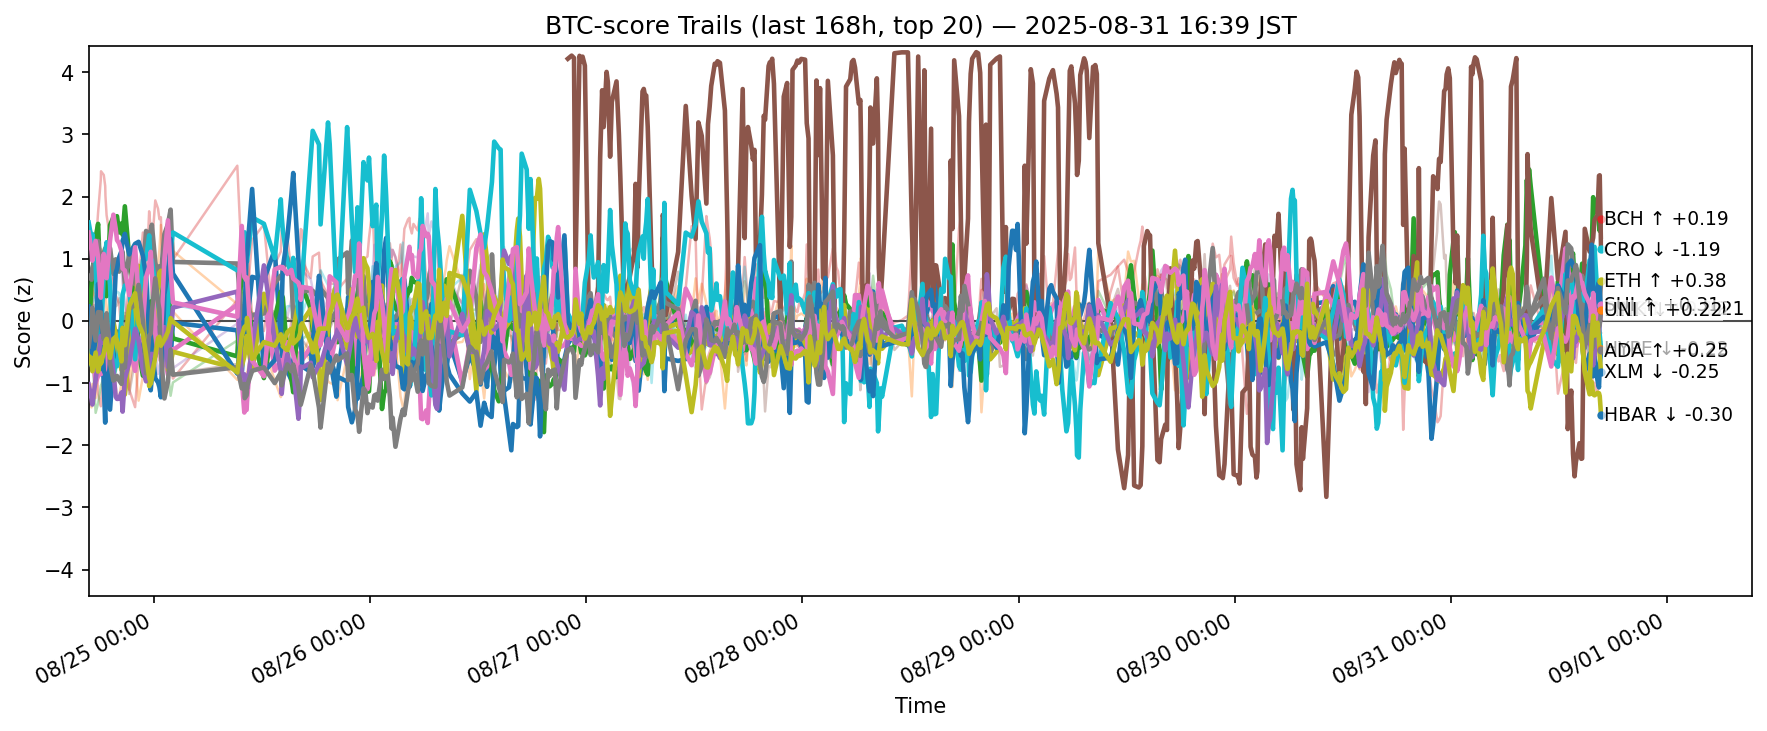 BTC-score Trails (last 168h, top 20) — 2025-08-31 16:39 JST
Score (z)
4
3
2
1
0
−1
−2
−3
−4
BCH ↑ +0.19
CRO ↓ -1.19
ETH ↑ +0.38
UNI ↑ +0.22
ADA ↑ +0.25
XLM ↓ -0.25
HBAR ↓ -0.30
08/25 00:00
08/26 00:00
08/27 00:00
08/28 00:00
08/29 00:00
08/30 00:00
08/31 00:00
09/01 00:00
Time